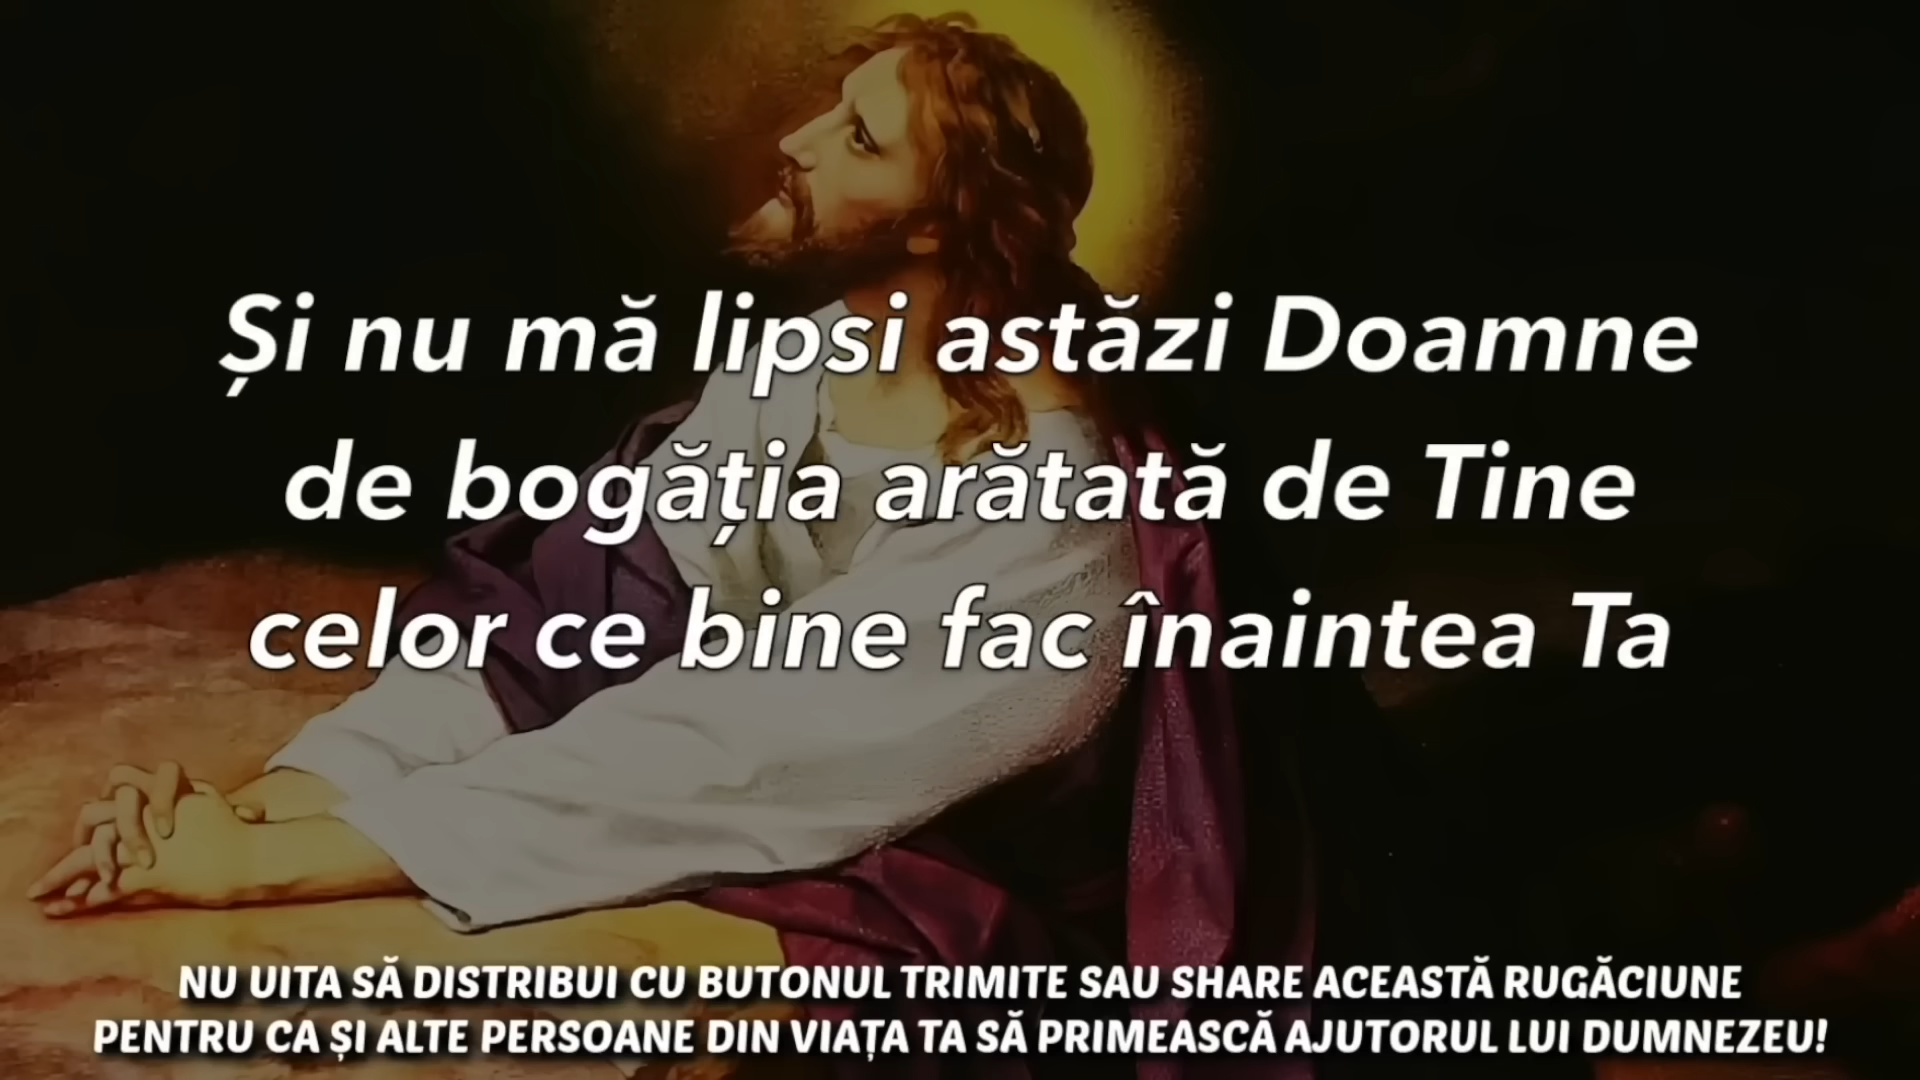 Și nu mă lipsi astăzi Doamne
de bogăția arătată de Tine
celor ce bine fac înaintea Ta
NU UITA SĂ DISTRIBUI CU BUTONUL TRIMITE SAU SHARE ACEASTĂ RUGĂCIUNE
PENTRU CA ȘI ALTE PERSOANE DIN VIAȚA TA SĂ PRIMEASCĂ AJUTORUL LUI DUMNEZEU!